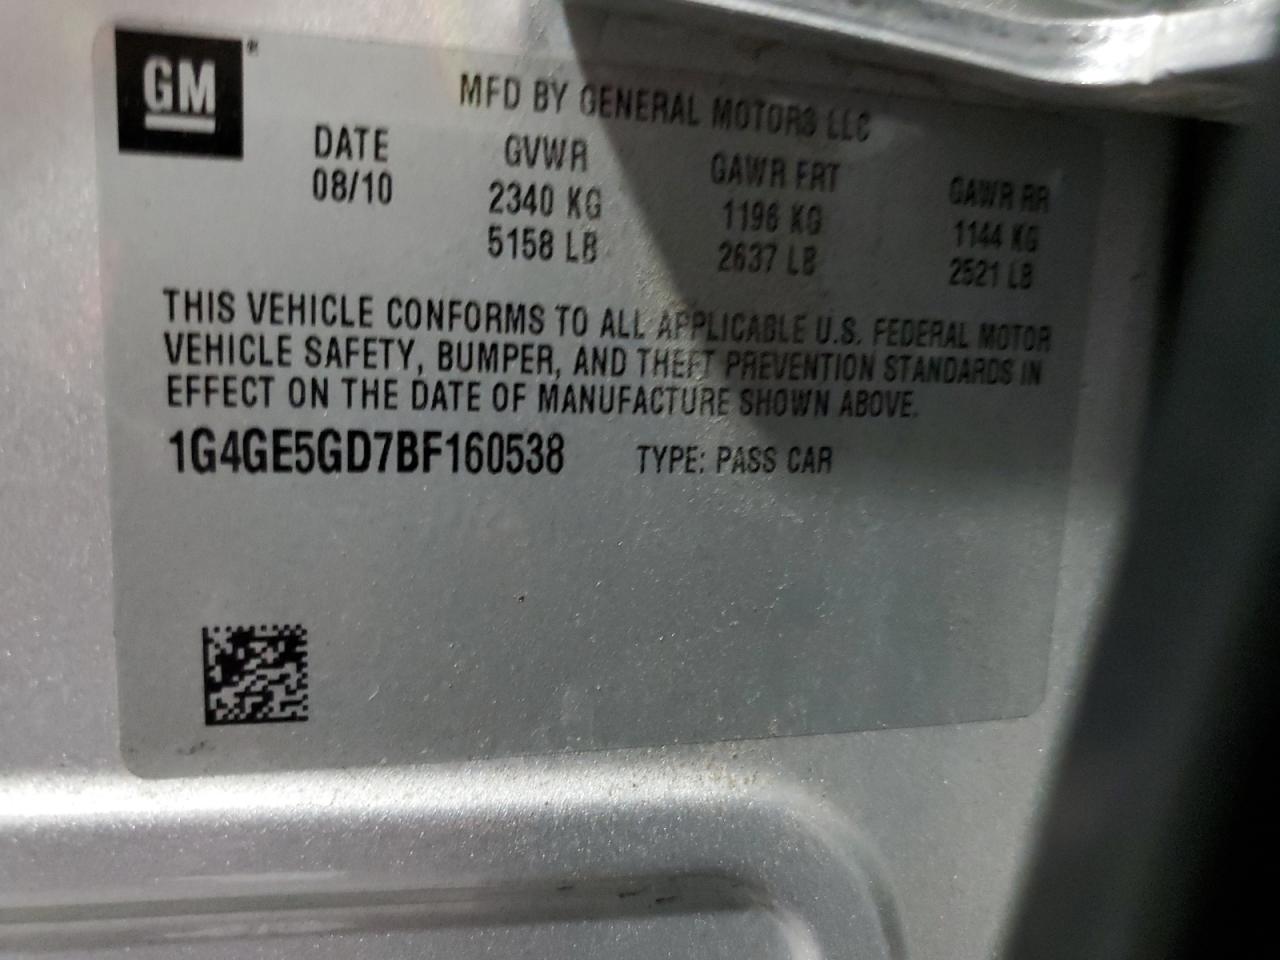 GM®
MFD BY GENERAL MOTORS LLC
DATE GVWR GAWR FRT GAWR RR
08/10 2340 KG 1196 KG 1144 KG
5158 LB 2637 LB 2521 LB
THIS VEHICLE CONFORMS TO ALL APPLICABLE U.S. FEDERAL MOTOR
VEHICLE SAFETY, BUMPER, AND THEFT PREVENTION STANDARDS IN
EFFECT ON THE DATE OF MANUFACTURE SHOWN ABOVE.
1G4GE5GD7BF160538 TYPE: PASS CAR